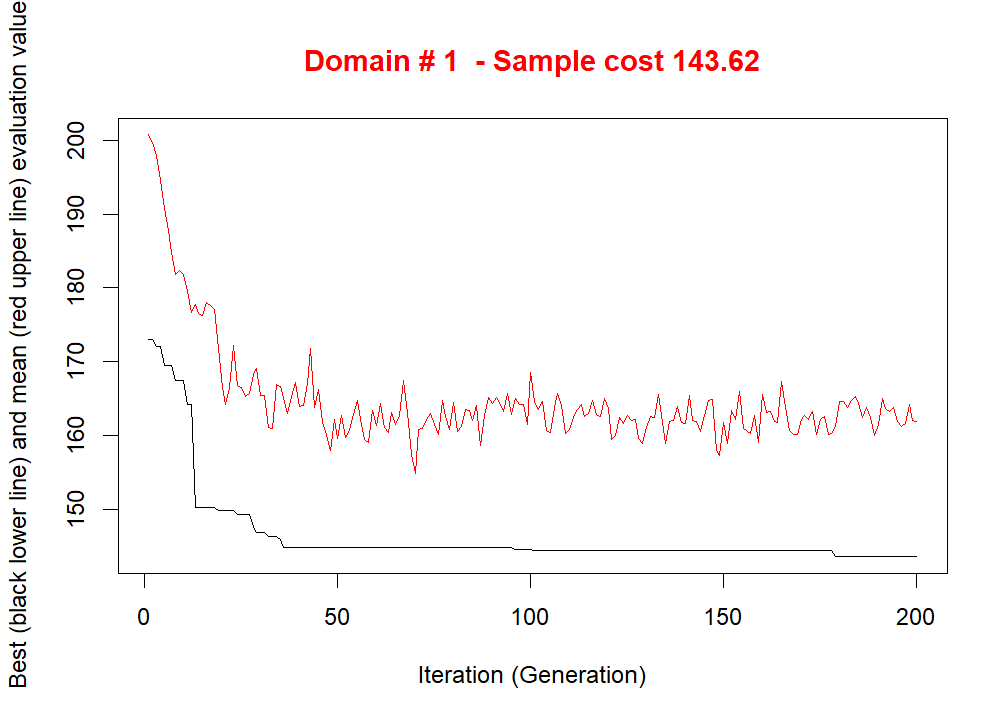 Domain # 1  - Sample cost 143.62
Best (black lower line) and mean (red upper line) evaluation value
200
190
180
170
160
150
0 50 100 150 200
Iteration (Generation)